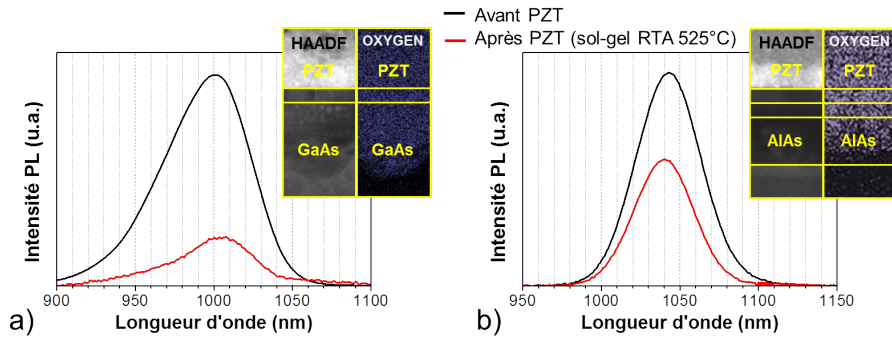 Avant PZT
Après PZT (sol-gel RTA 525°C)
HAADF
OXYGEN
PZT
PZT
GaAs
GaAs
Intensité PL (u.a.)
900
950
1000
1050
1100
Longueur d'onde (nm)
a)
HAADF
OXYGEN
PZT
PZT
AlAs
AlAs
Intensité PL (u.a.)
950
1000
1050
1100
1150
Longueur d'onde (nm)
b)